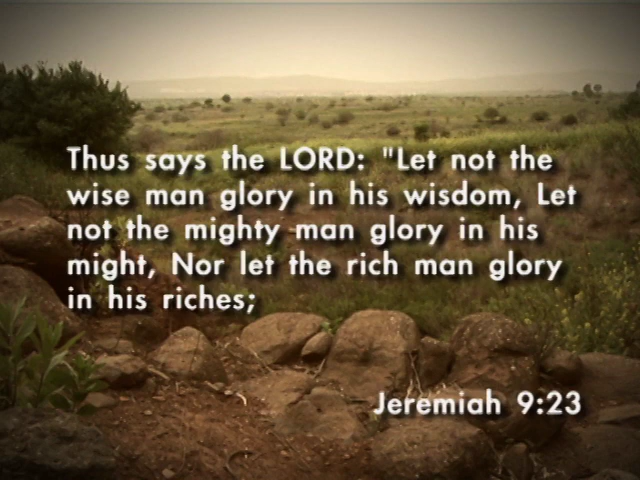 Thus says the LORD: "Let not the
wise man glory in his wisdom, Let
not the mighty man glory in his
might, Nor let the rich man glory
in his riches;
Jeremiah 9:23